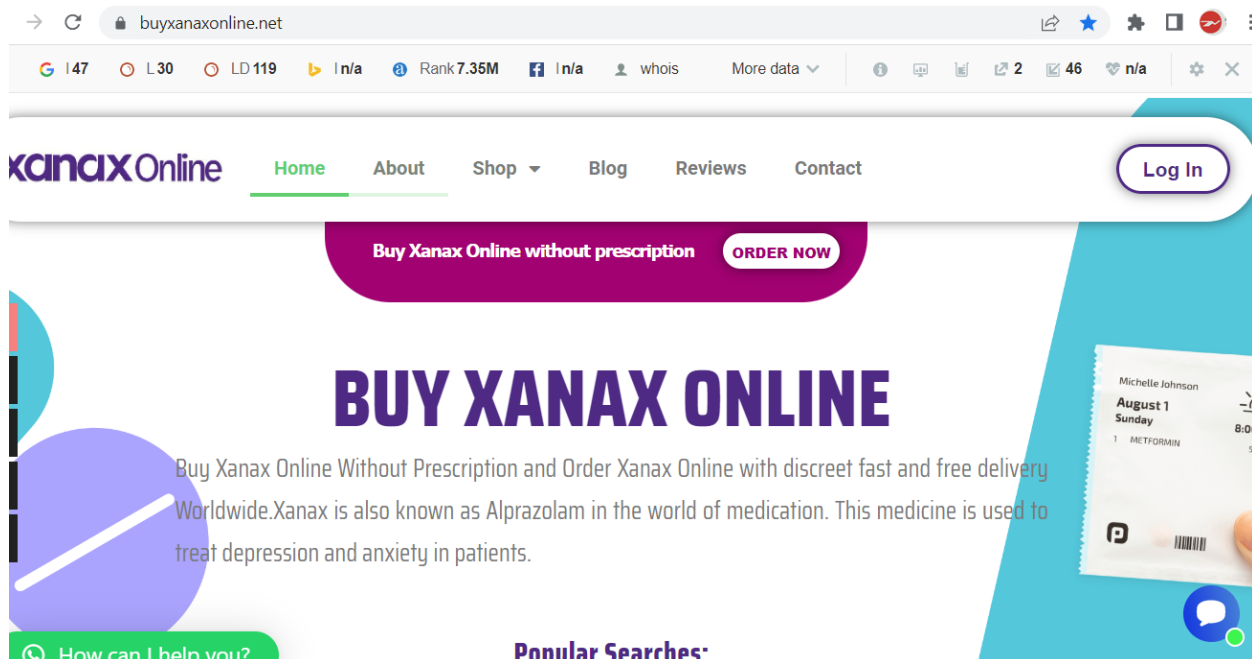 buyxanaxonline.net
I 47 L 30 LD 119 I n/a Rank 7.35M I n/a whois More data 2 46 n/a
xanax Online Home About Shop Blog Reviews Contact Log In
Buy Xanax Online without prescription ORDER NOW
BUY XANAX ONLINE
Buy Xanax Online Without Prescription and Order Xanax Online with discreet fast and free delivery
Worldwide.Xanax is also known as Alprazolam in the world of medication. This medicine is used to
treat depression and anxiety in patients.
Michelle Johnson
August 1
Sunday
8:0
1 METFORMIN
How can I help you?
Popular Searches: